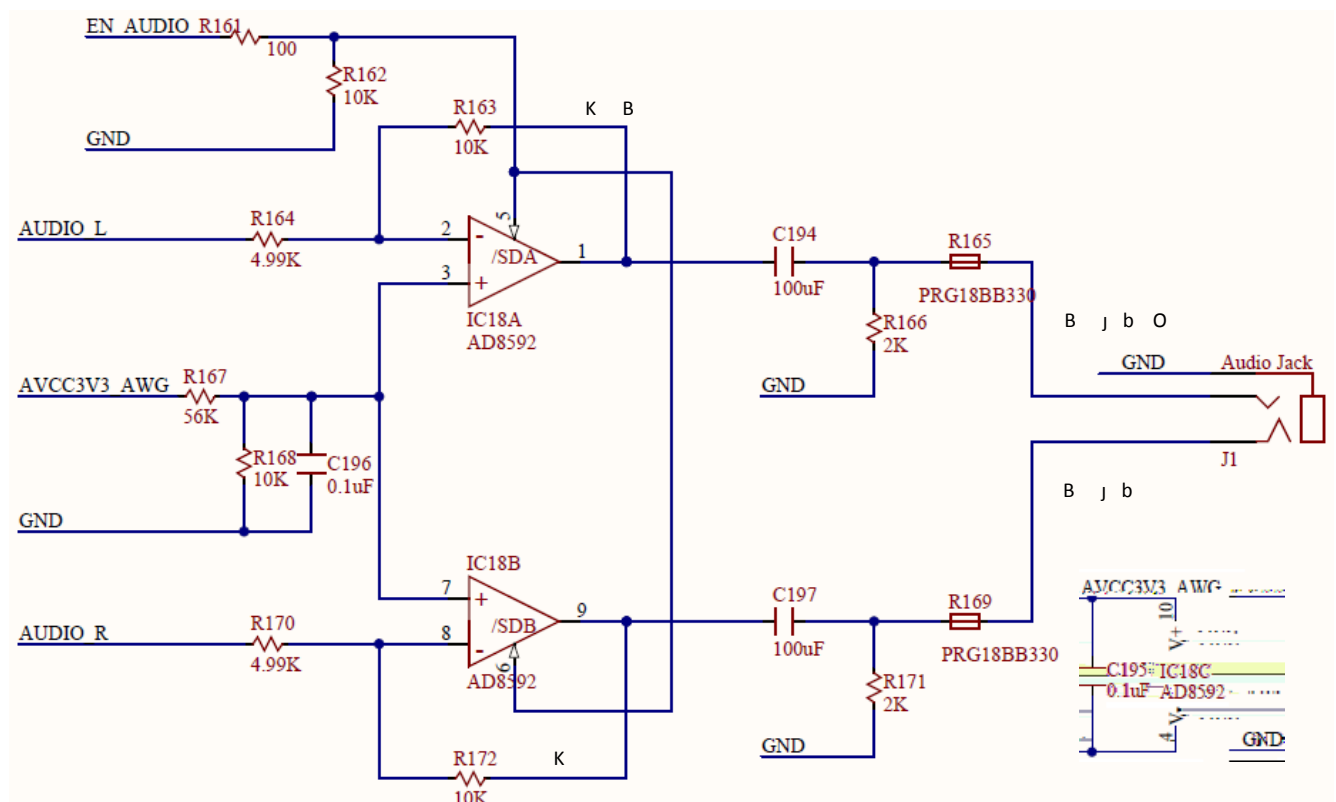 EN_AUDIO R161
100
R162
10K
GND
R163
10K
K B
AUDIO_L
R164
4.99K
2
-
5
/SDA
1
3
+
IC18A
AD8592
C194
100uF
R165
PRG18BB330
R166
2K
GND
B J b O
GND
Audio Jack
J1
AVCC3V3_AWG
R167
56K
R168
10K
C196
0.1uF
GND
B J b
IC18B
7
+
/SDB
9
8
-
6
AD8592
AUDIO_R
R170
4.99K
R172
10K
K
C197
100uF
R169
PRG18BB330
R171
2K
GND
AVCC3V3_AWG
10
V+
C195
0.1uF
IC18C
AD8592
V-
4
GND